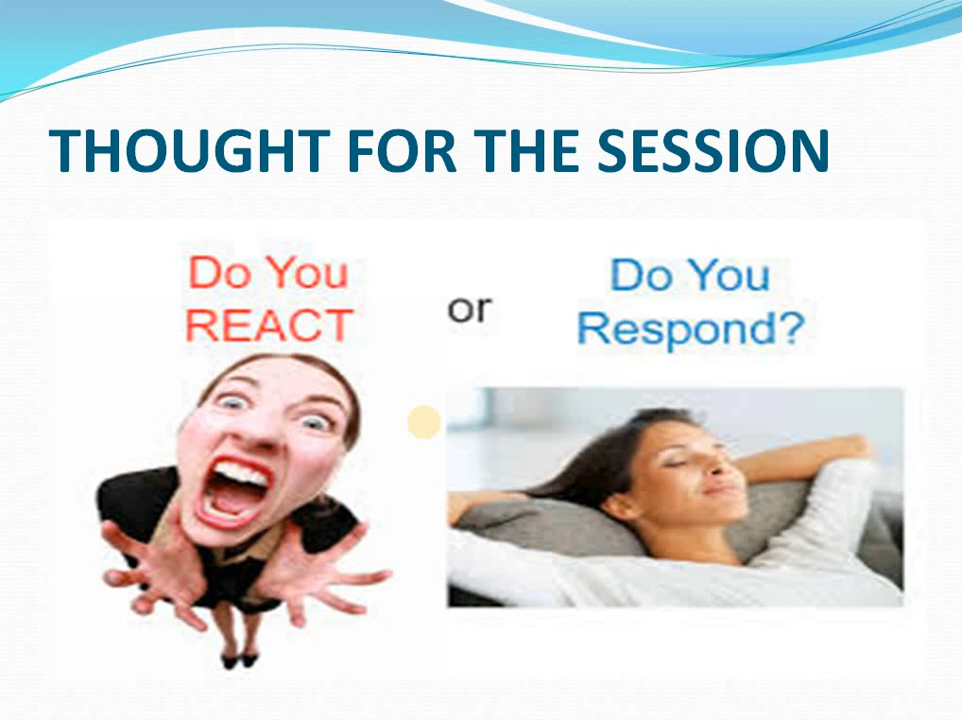 THOUGHT FOR THE SESSION
Do You
REACT
or
Do You
Respond?